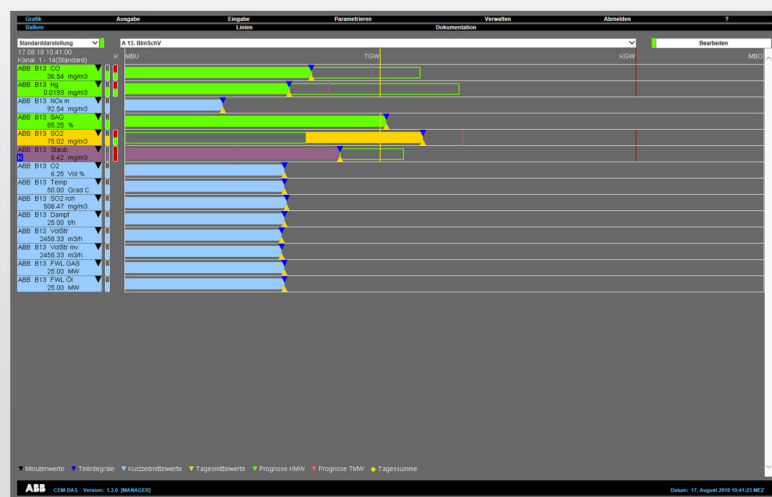 Grafik Ausgabe Eingabe Parametrieren Verwalten Abmelden ?
Balken Linien Dokumentation
Standarddarstellung A 13. BImSchV Bearbeiten
17.08.18 10:41:00
Kanal 1 - 14(Standard) K MBU TGW KGW MBO
ABB B13 CO
36.54 mg/m3
ABB B13 Hg
0.0193 mg/m3
ABB B13 NOx m
92.54 mg/m3
ABB B13 SAG
85.25 %
ABB B13 SO2
75.02 mg/m3
ABB B13 Staub
K 8.42 mg/m3
ABB B13 O2
6.25 Vol %
ABB B13 Temp
50.00 Grad C
ABB B13 SO2 roh
508.47 mg/m3
ABB B13 Dampf
25.00 t/h
ABB B13 VolStr
2458.33 m3/h
ABB B13 VolStr mv
2458.33 m3/h
ABB B13 FWL GAS
25.00 MW
ABB B13 FWL Öl
25.00 MW
Minutenwerte Teilintegrale Kurzzeitmittelwerte Tagesmittelwerte Prognose KMW Prognose TMW Tagessumme
ABB CEM-DAS Version: 1.3.0 [MANAGER] Datum: 17. August 2018 10:41:23 MEZ